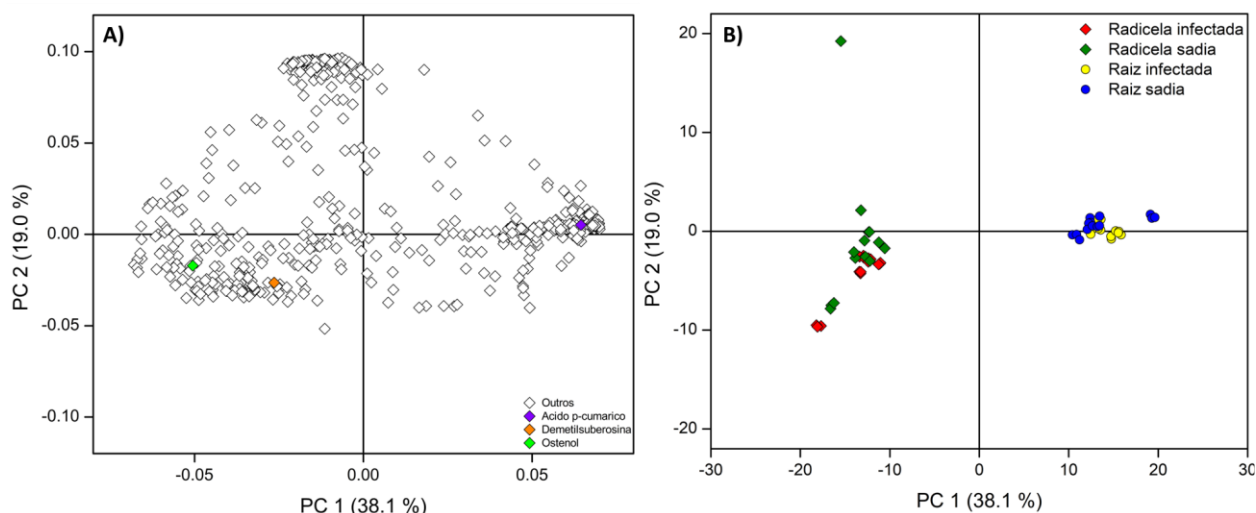 A)
0.10
0.05
0.00
-0.05
-0.10
PC 2 (19.0 %)
-0.05
0.00
0.05
PC 1 (38.1 %)
Outros
Acido p-cumarico
Demetilsuberosina
Ostenol
B)
20
10
0
-10
-20
PC 2 (19.0 %)
-30
-20
-10
0
10
20
30
PC 1 (38.1 %)
Radicela infectada
Radicela sadia
Raiz infectada
Raiz sadia